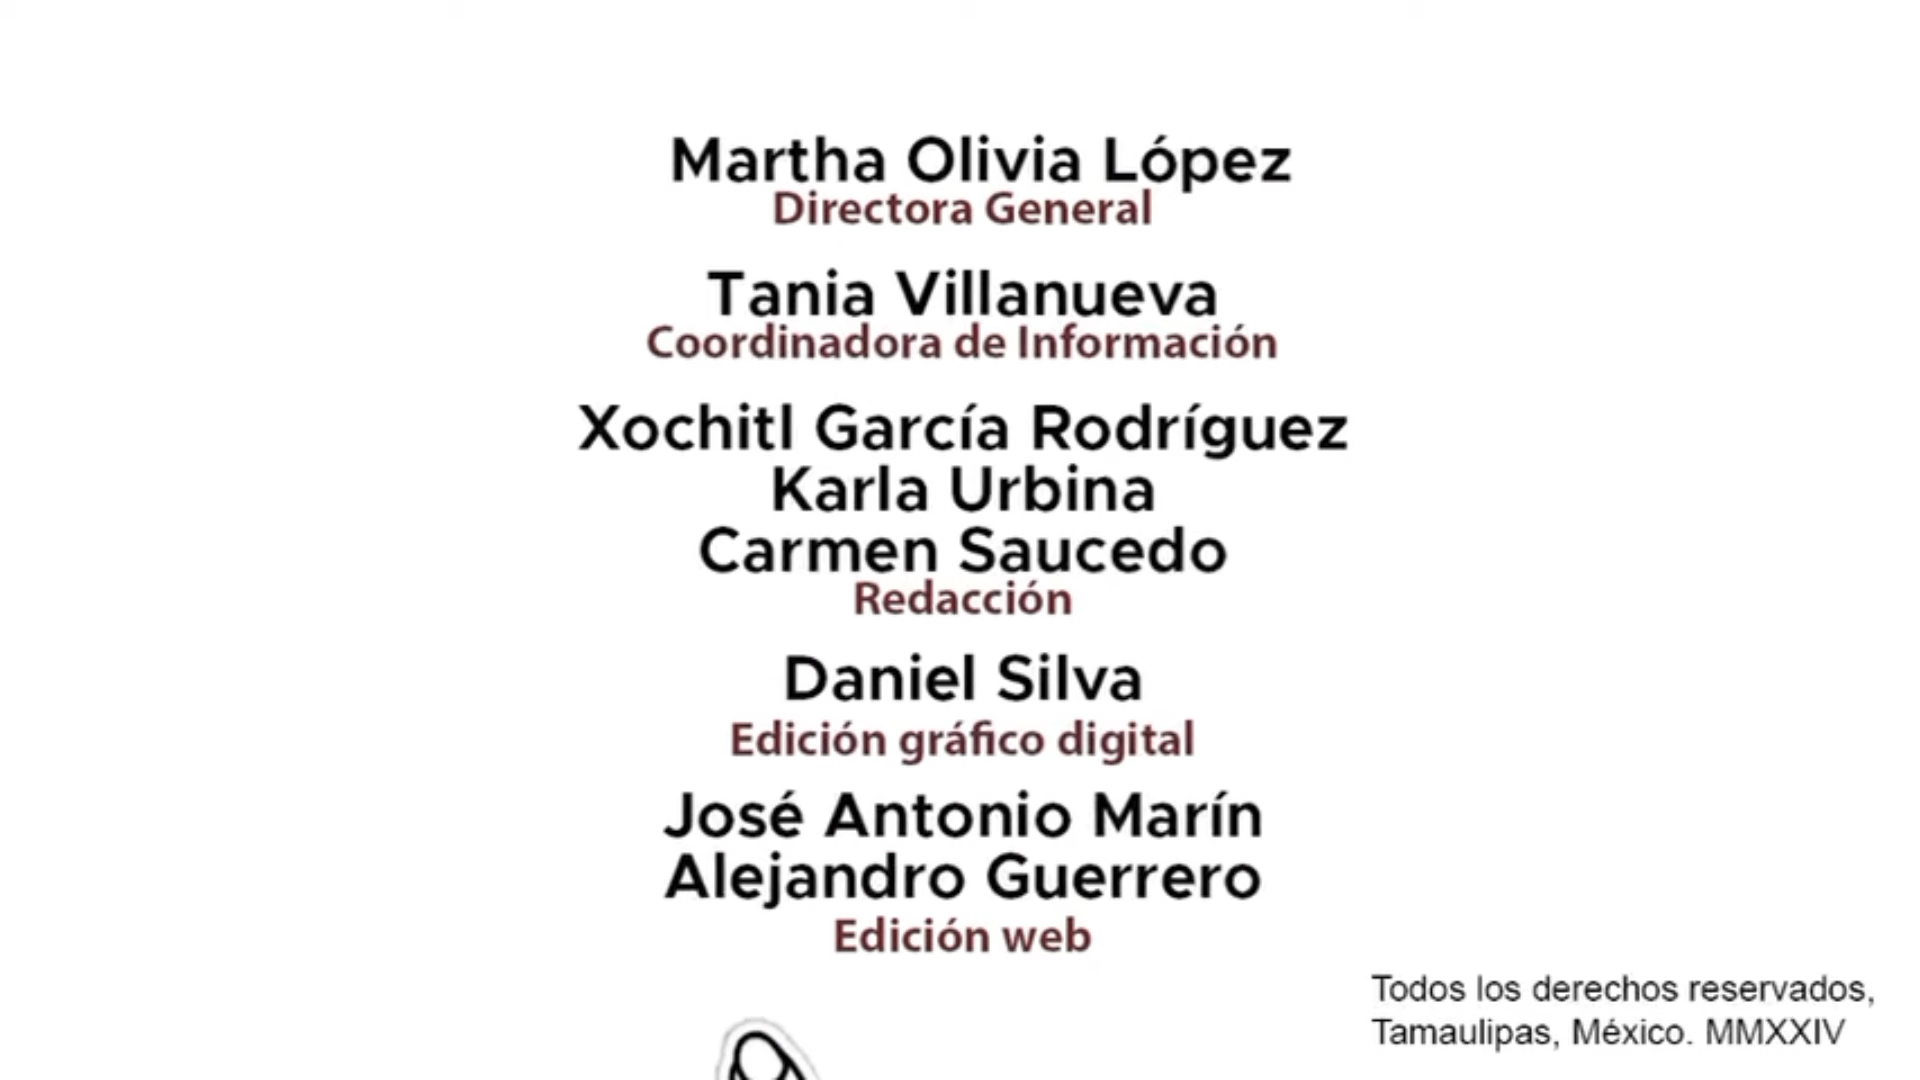 Martha Olivia López
Directora General
Tania Villanueva
Coordinadora de Información
Xochitl García Rodríguez
Karla Urbina
Carmen Saucedo
Redacción
Daniel Silva
Edición gráfico digital
José Antonio Marín
Alejandro Guerrero
Edición web
Todos los derechos reservados,
Tamaulipas, México. MMXXIV